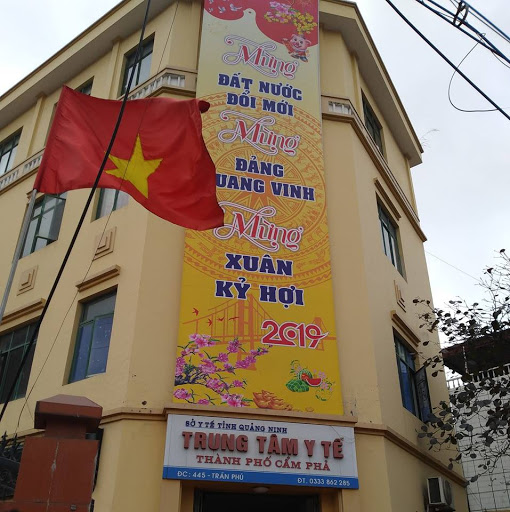 Mừng
ĐẤT NƯỚC
ĐỔI MỚI
Mừng
ĐẢNG
QUANG VINH
Mừng
XUÂN
KỶ HỢI
2019
SỞ Y TẾ TỈNH QUẢNG NINH
TRUNG TÂM Y TẾ
THÀNH PHỐ CẨM PHẢ
ĐC : 445 - TRẦN PHÚ ĐT. 0333 862 285